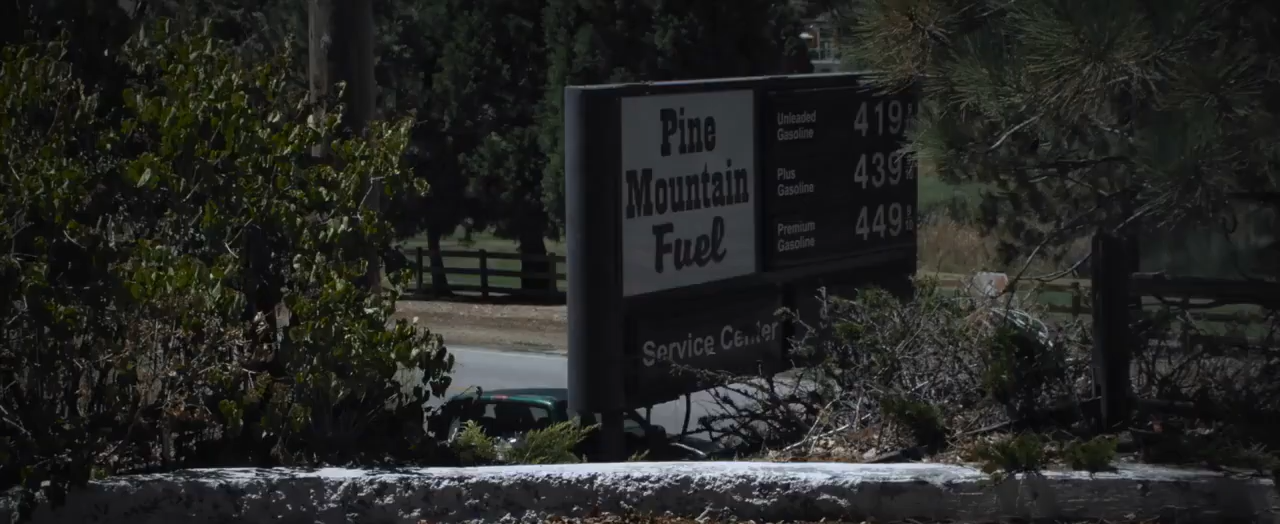 Pine
Mountain
Fuel
Unleaded
Gasoline
419
Plus
Gasoline
439
Premium
Gasoline
449
Service Center